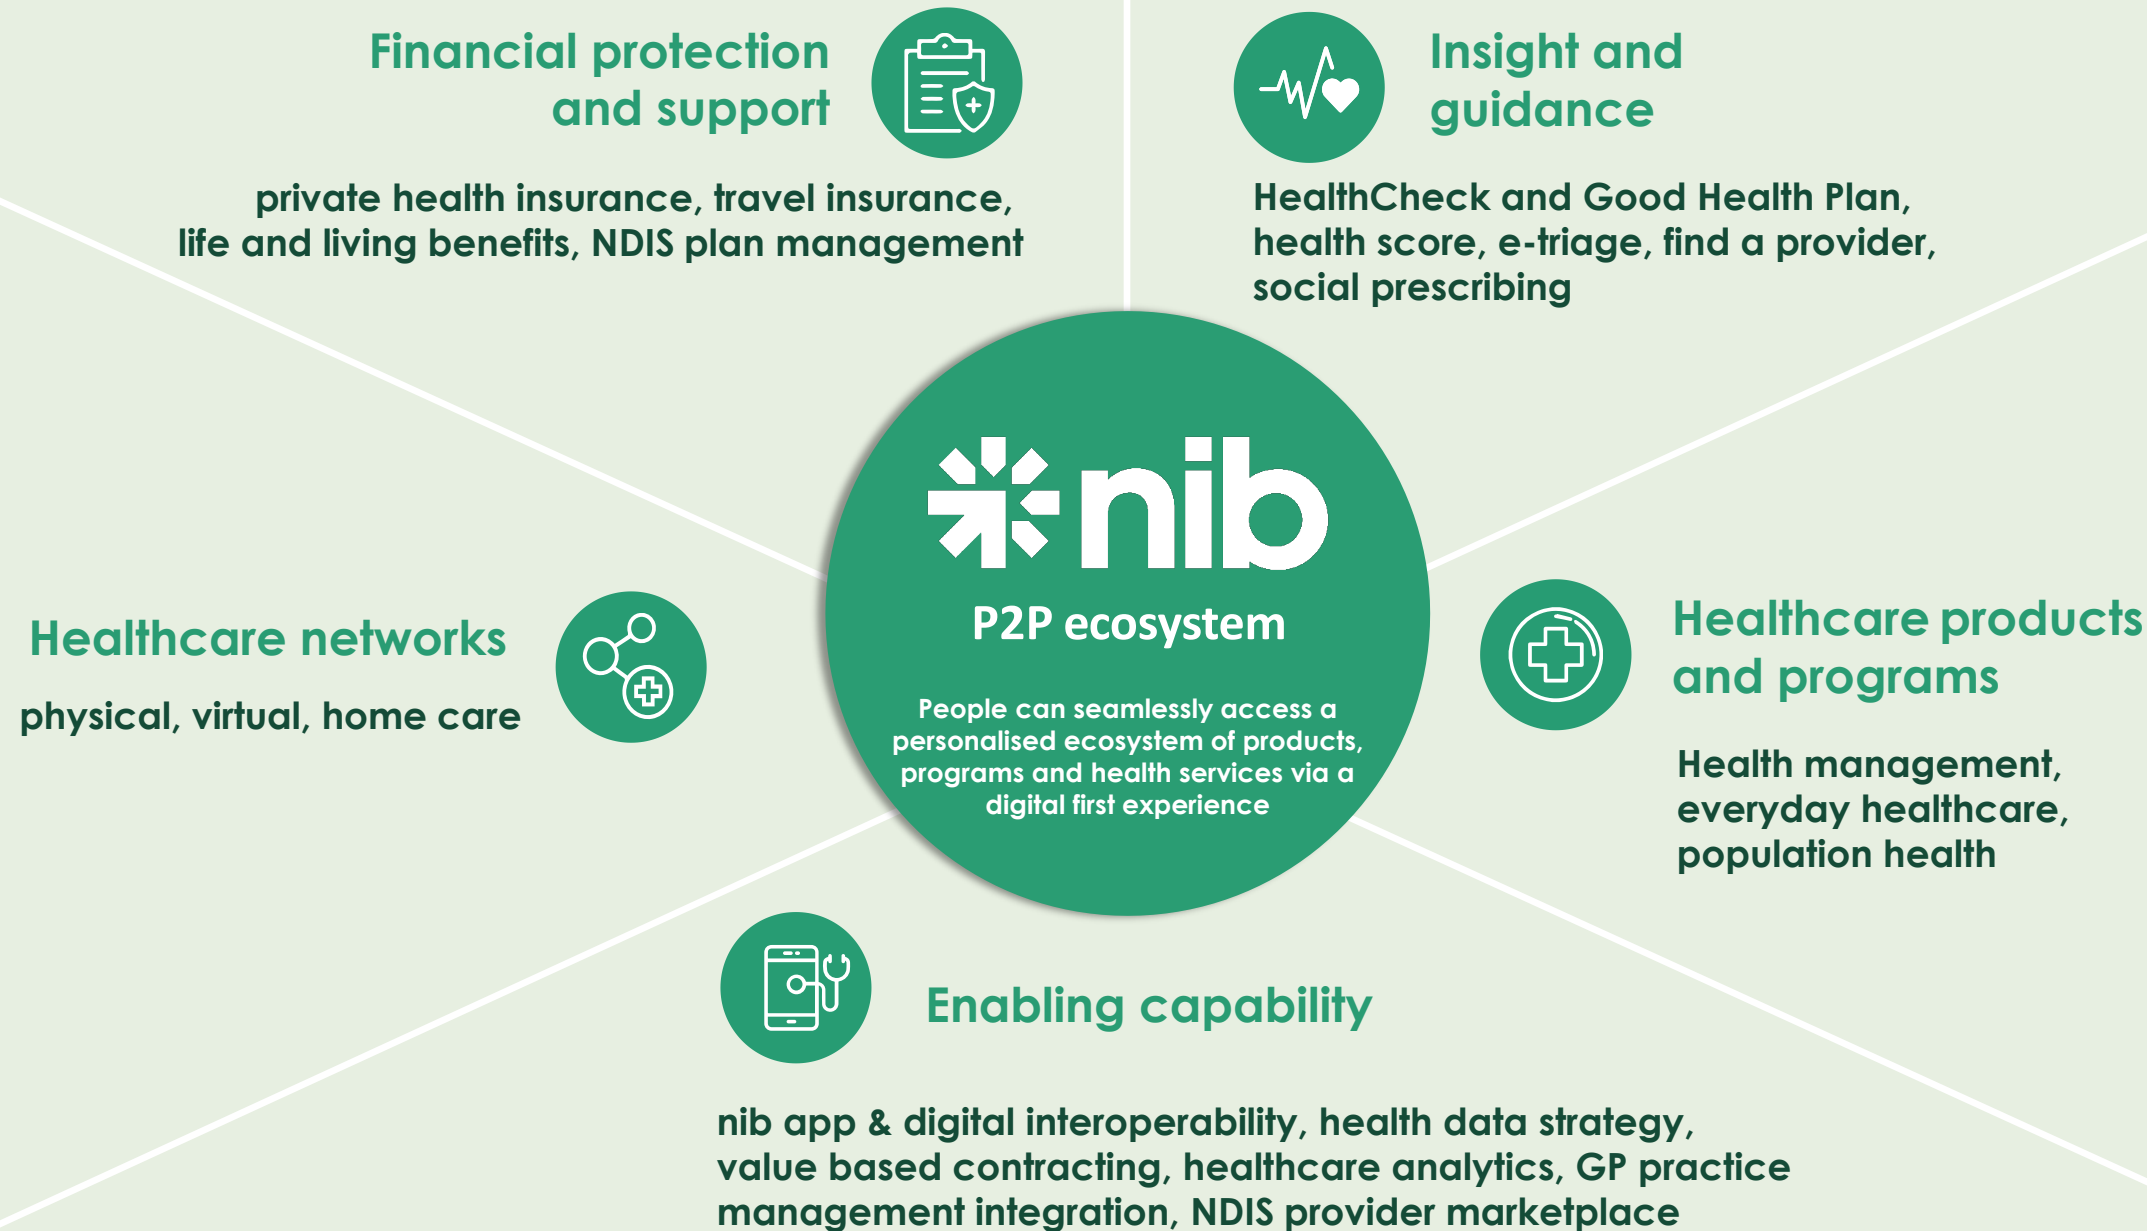 Financial protection
and support
private health insurance, travel insurance,
life and living benefits, NDIS plan management
Insight and
guidance
HealthCheck and Good Health Plan,
health score, e-triage, find a provider,
social prescribing
nib
P2P ecosystem
People can seamlessly access a
personalised ecosystem of products,
programs and health services via a
digital first experience
Healthcare networks
physical, virtual, home care
Healthcare products
and programs
Health management,
everyday healthcare,
population health
Enabling capability
nib app & digital interoperability, health data strategy,
value based contracting, healthcare analytics, GP practice
management integration, NDIS provider marketplace